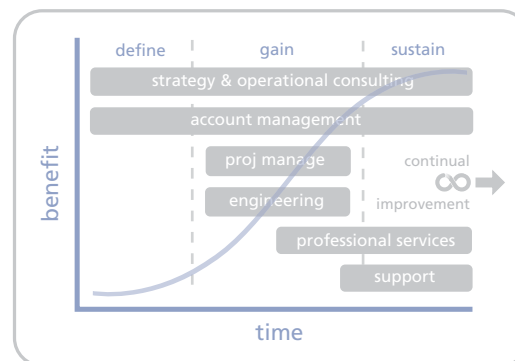 define gain sustain
strategy & operational consulting
account management
proj manage
continual
engineering
improvement
professional services
support
benefit
time